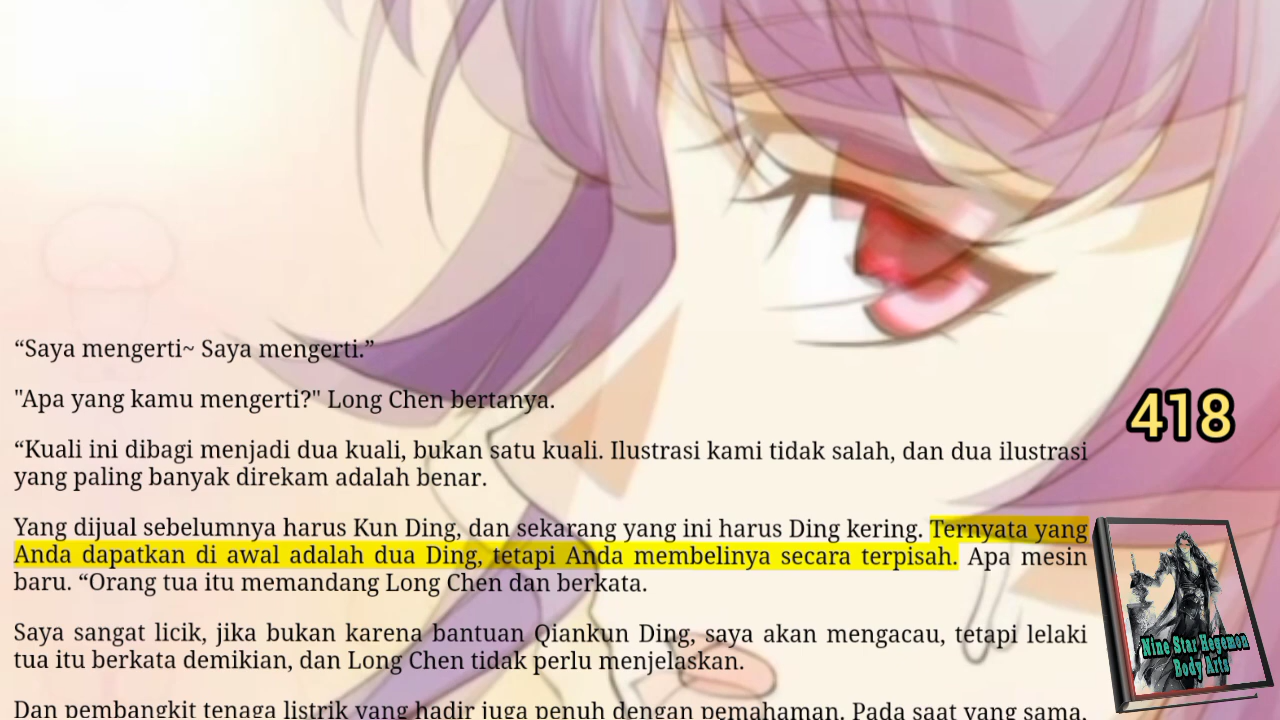 “Saya mengerti~ Saya mengerti.”
"Apa yang kamu mengerti?" Long Chen bertanya.
“Kuali ini dibagi menjadi dua kuali, bukan satu kuali. Ilustrasi kami tidak salah, dan dua ilustrasi
yang paling banyak direkam adalah benar.
418
Yang dijual sebelumnya harus Kun Ding, dan sekarang yang ini harus Ding kering. Ternyata yang
Anda dapatkan di awal adalah dua Ding, tetapi Anda membelinya secara terpisah. Apa mesin
baru. “Orang tua itu memandang Long Chen dan berkata.
Saya sangat licik, jika bukan karena bantuan Qiankun Ding, saya akan mengacau, tetapi lelaki
tua itu berkata demikian, dan Long Chen tidak perlu menjelaskan.
Nine Star Hegemon
Body Arts
Dan pembangkit tenaga listrik yang hadir juga penuh dengan pemahaman. Pada saat yang sama,